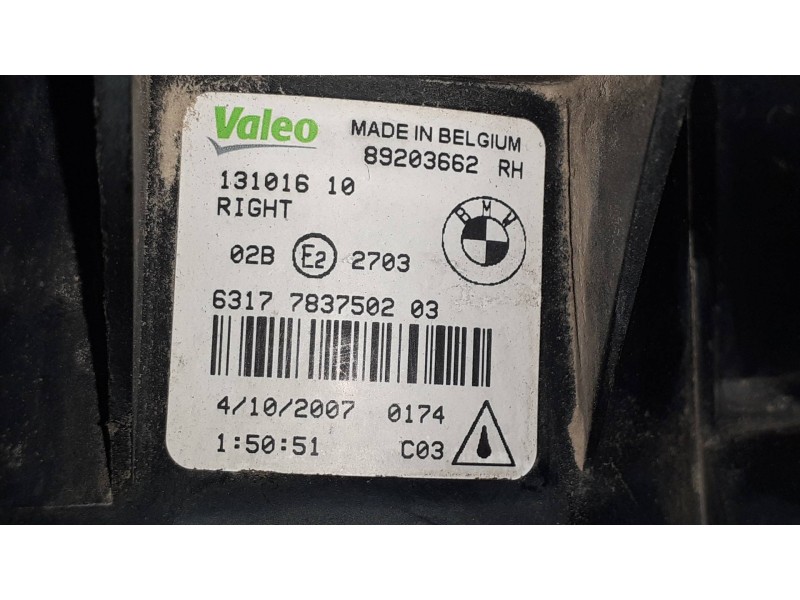 Valeo MADE IN BELGIUM
89203662 RH
131016 10
RIGHT
BMW
02B E2 2703
6317 7837502 03
4/10/2007 0174
1:50:51 C03